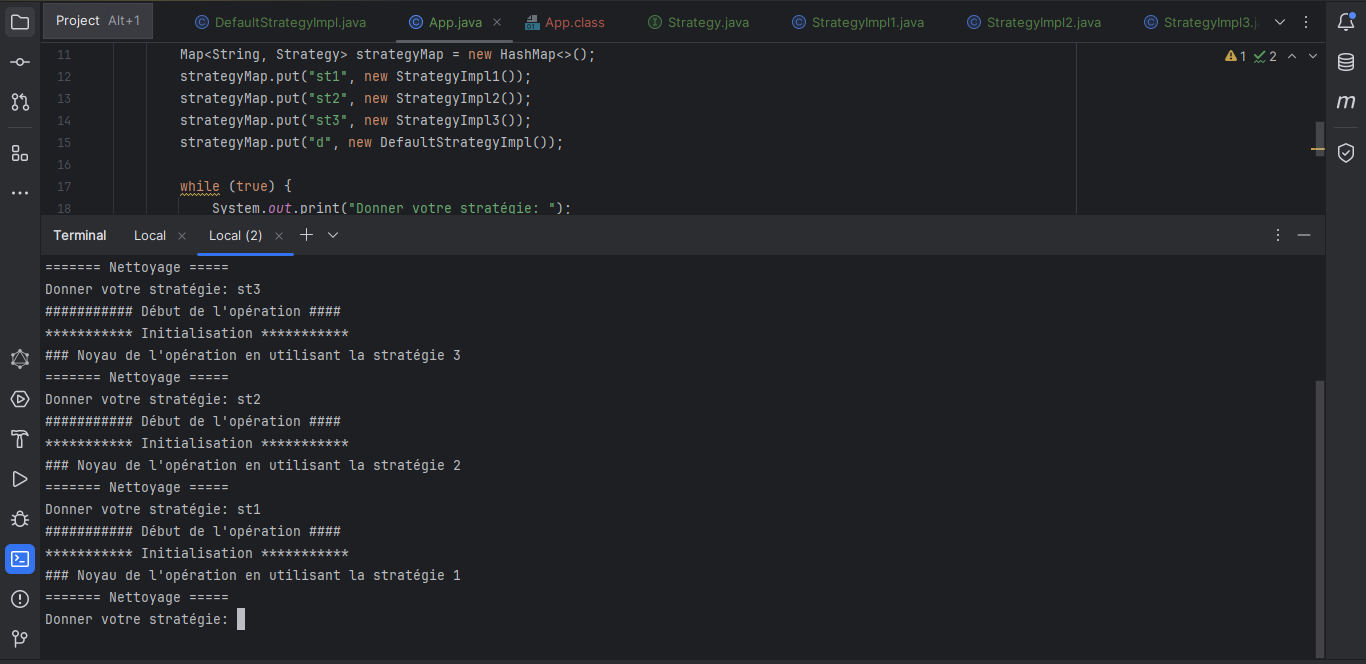 Project Alt+1 DefaultStrategyImpl.java App.java App.class Strategy.java StrategyImpl1.java StrategyImpl2.java StrategyImpl3.j
11 Map<String, Strategy> strategyMap = new HashMap<>(); 1 2
12 strategyMap.put("st1", new StrategyImpl1());
13 strategyMap.put("st2", new StrategyImpl2());
14 strategyMap.put("st3", new StrategyImpl3());
15 strategyMap.put("d", new DefaultStrategyImpl());
16
17 while (true) {
18 System.out.print("Donner votre stratégie: ");
Terminal Local Local (2)
======= Nettoyage =====
Donner votre stratégie: st3
########### Début de l'opération ####
*********** Initialisation ***********
### Noyau de l'opération en utilisant la stratégie 3
======= Nettoyage =====
Donner votre stratégie: st2
########### Début de l'opération ####
*********** Initialisation ***********
### Noyau de l'opération en utilisant la stratégie 2
======= Nettoyage =====
Donner votre stratégie: st1
########### Début de l'opération ####
*********** Initialisation ***********
### Noyau de l'opération en utilisant la stratégie 1
======= Nettoyage =====
Donner votre stratégie: